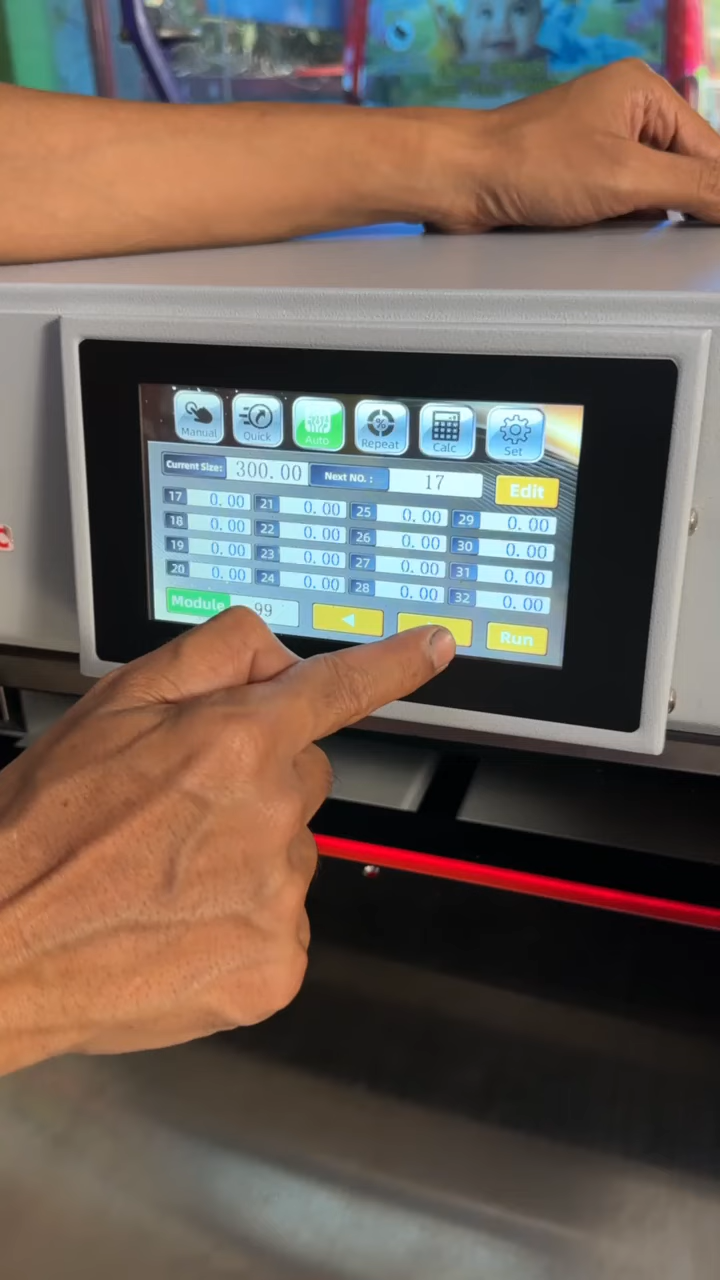 Manual Quick Auto Repeat Calc Set
Current Size: 300.00 Next NO. : 17 Edit
17 0.00 21 0.00 25 0.00 29 0.00
18 0.00 22 0.00 26 0.00 30 0.00
19 0.00 23 0.00 27 0.00 31 0.00
20 0.00 24 0.00 28 0.00 32 0.00
Module 99 ◀ Run